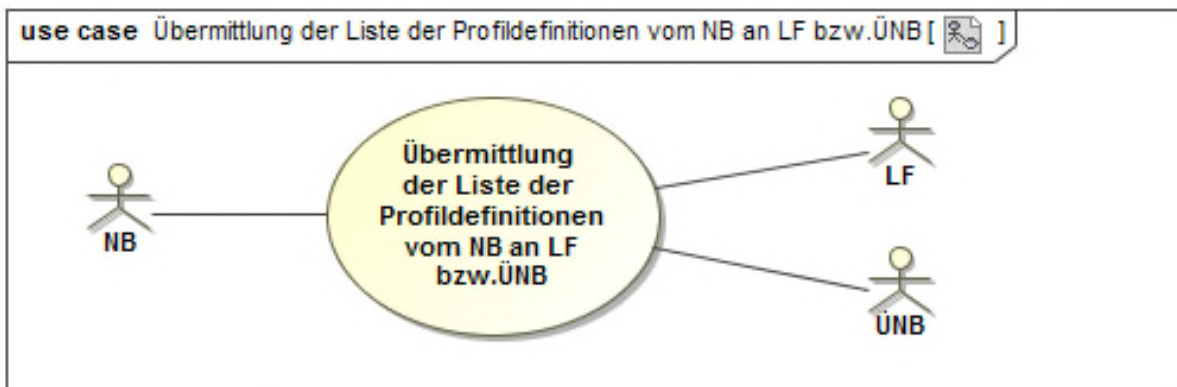 use case Übermittlung der Liste der Profildefinitionen vom NB an LF bzw.ÜNB [ ]
Übermittlung
der Liste der
Profildefinitionen
vom NB an LF
bzw.ÜNB
NB
LF
ÜNB